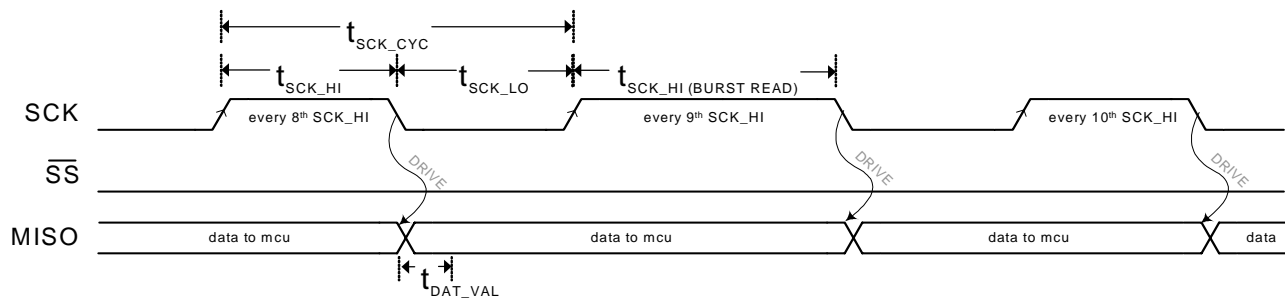 tSCK_CYC
tSCK_HI
tSCK_LO
tSCK_HI (BURST READ)
SCK
every 8th SCK_HI
every 9th SCK_HI
every 10th SCK_HI
SS
DRIVE
DRIVE
DRIVE
MISO
data to mcu
data to mcu
data to mcu
data
tDAT_VAL